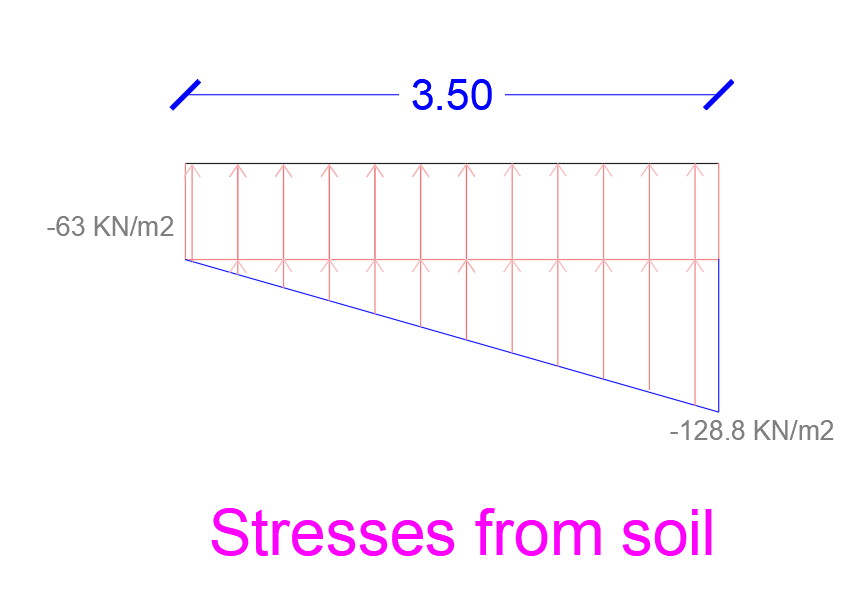 3.50
-63 KN/m2
-128.8 KN/m2
Stresses from soil